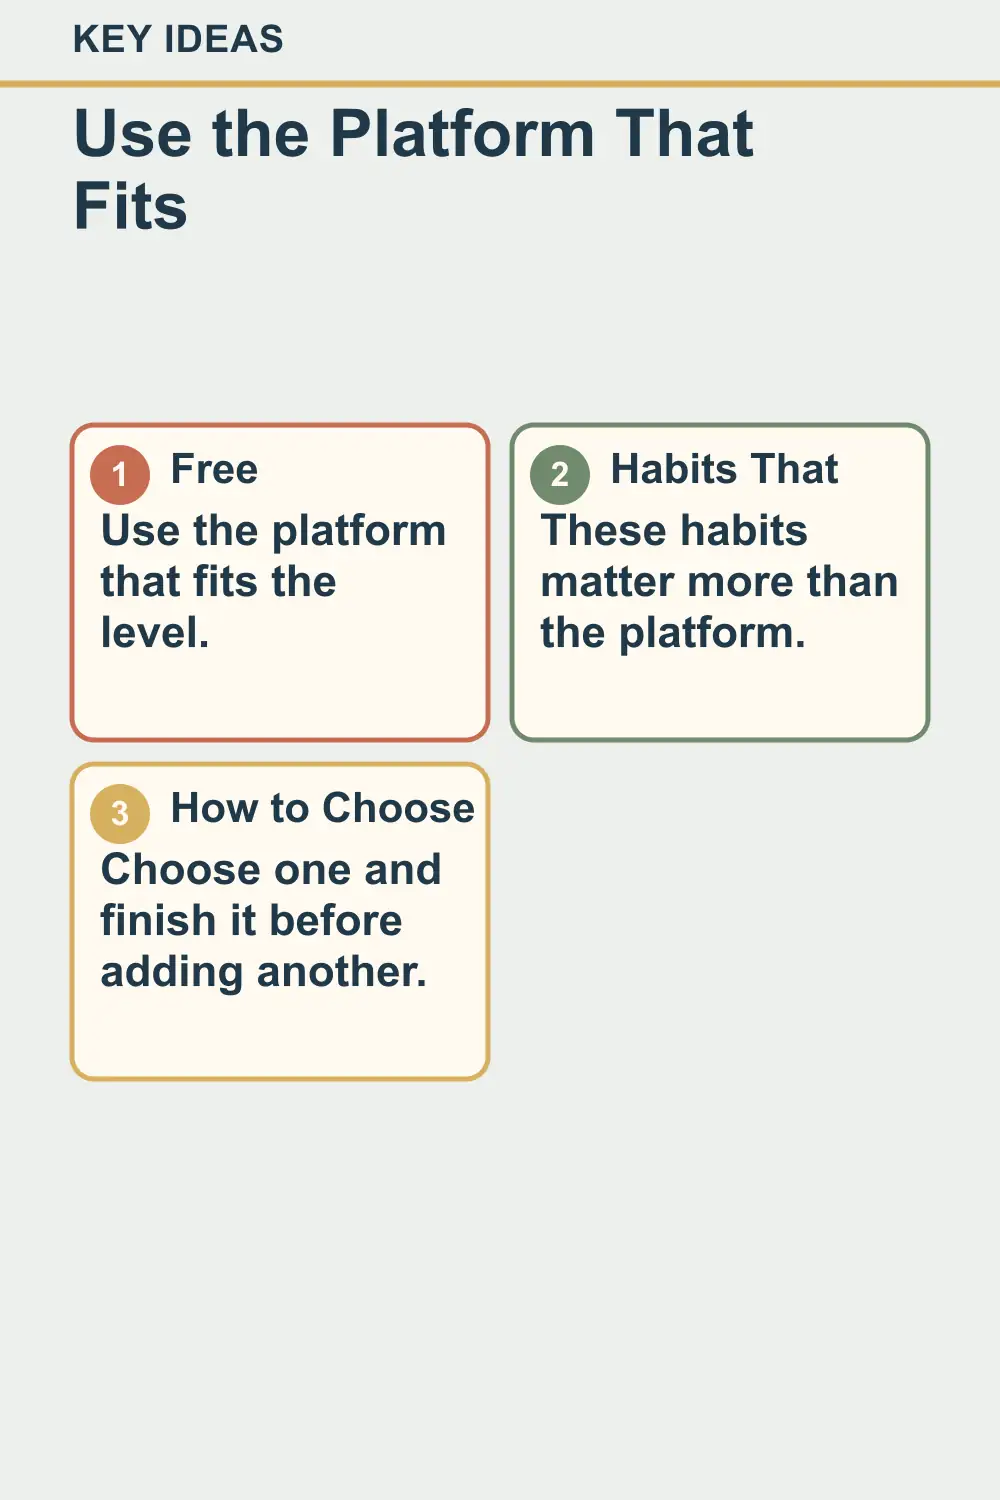 KEY IDEAS
Use the Platform That
Fits
1 Free
Use the platform
that fits the
level.
2 Habits That
These habits
matter more than
the platform.
3 How to Choose
Choose one and
finish it before
adding another.